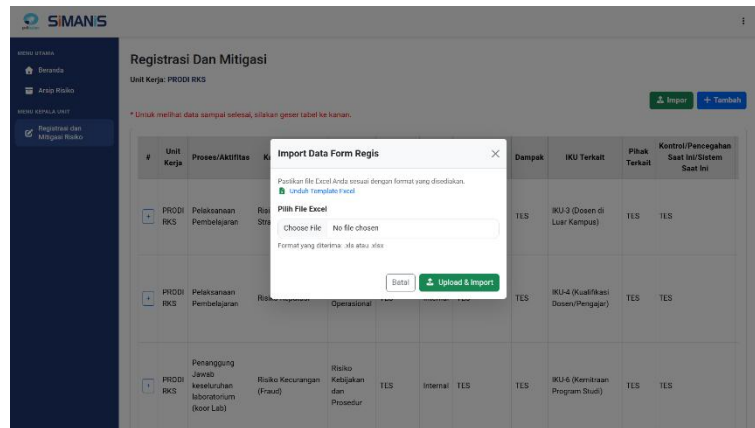 SIMANIS
MENU UTAMA
Beranda
Arsip Risiko
MENU KEPALA UNIT
Registrasi dan
Mitigasi Risiko
Registrasi Dan Mitigasi
Unit Kerja: PRODI RKS
Impor
+ Tambah
* Untuk melihat data sampai selesai, silakan geser tabel ke kanan.
# Unit Kerja Proses/Aktifitas Dampak IKU Terkait Pihak Terkait Kontrol/Pencegahan Saat Ini/Sistem Saat Ini
Import Data Form Regis
Pastikan file Excel Anda sesuai dengan format yang disediakan.
Unduh Template Excel
Pilih File Excel
Choose File No file chosen
Format yang diterima: .xls atau .xlsx
Batal
Upload & Import
+ PRODI RKS Pelaksanaan Pembelajaran TES IKU-3 (Dosen di Luar Kampus) TES TES
+ PRODI RKS Pelaksanaan Pembelajaran Operasional TES IKU-4 (Kualifikasi Dosen/Pengajar) TES TES
+ PRODI RKS Penanggung Jawab keseluruhan laboratorium (koor Lab) Risiko Kecurangan (Fraud) Risiko Kebijakan dan Prosedur TES Internal TES TES IKU-6 (Kemitraan Program Studi) TES TES